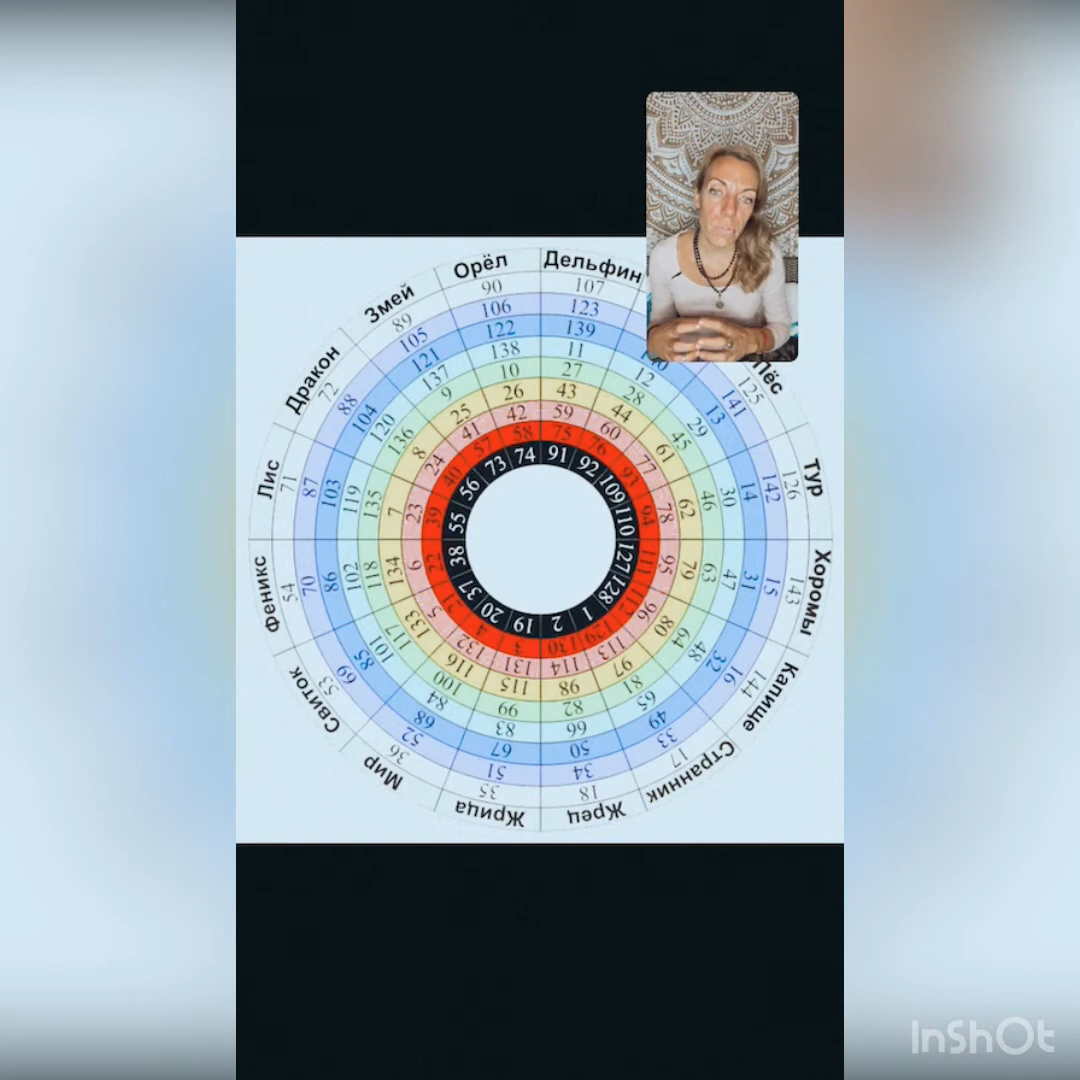 Орёл Дельфин Пёс Тур Хоромы Капище Странник Жрец Жрица Мир Свиток Феникс Лис Дракон Змей
90 107 125 126 143 144 17 18 35 36 53 54 71 72 89
106 123 141 142 15 16 33 34 51 52 69 70 87 88 105
122 139 140 13 14 31 32 49 50 67 68 85 86 103 104 121
138 11 12 29 30 47 48 65 66 83 84 101 102 119 120 137
10 27 28 45 46 63 64 81 82 99 100 117 118 135 136 9
26 43 44 61 62 79 80 97 98 115 116 133 134 7 8 25
42 59 60 77 78 95 96 113 114 131 132 5 6 23 24 41
58 75 76 93 94 111 112 129 130 3 4 21 22 39 40 57
74 91 92 109 110 127 128 1 2 19 20 37 38 55 56 73
InShOt